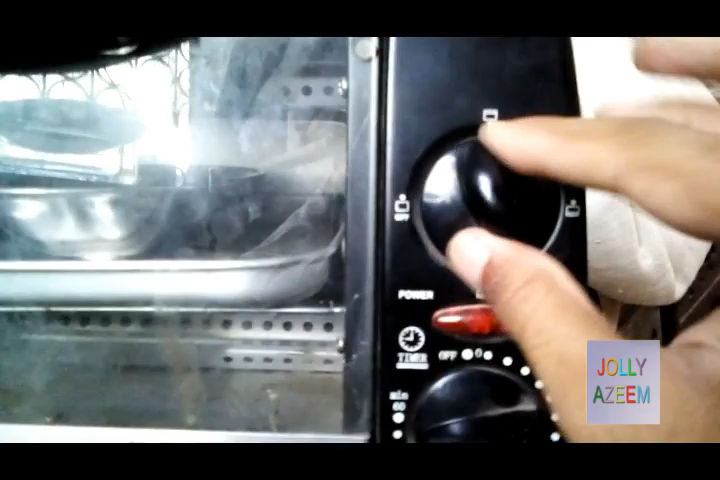 OFF
POWER
TIMER
OFF
min
60
JOLLY
AZEEM